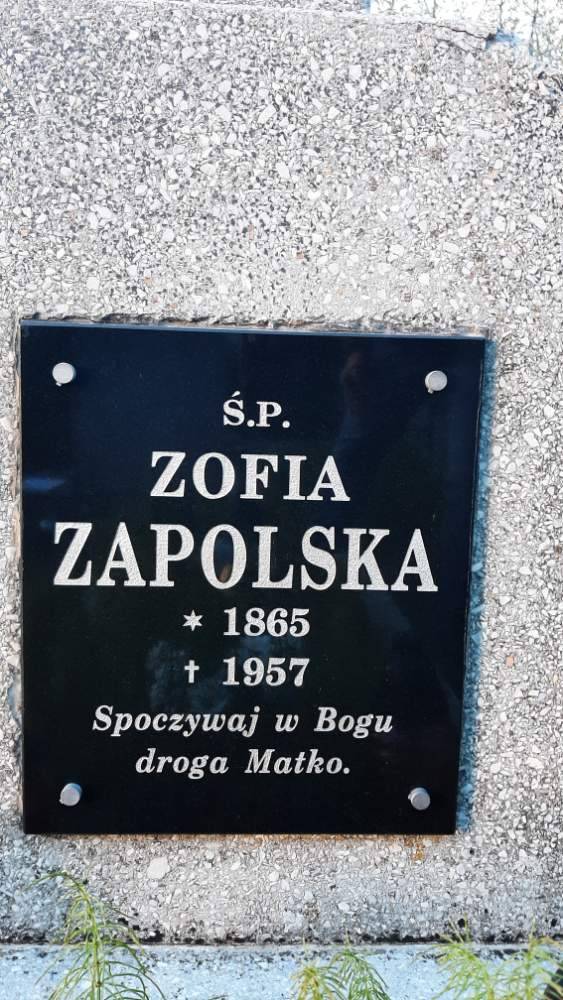 Ś.P.
ZOFIA
ZAPOLSKA
✶ 1865
✝ 1957
Spoczywaj w Bogu
droga Matko.